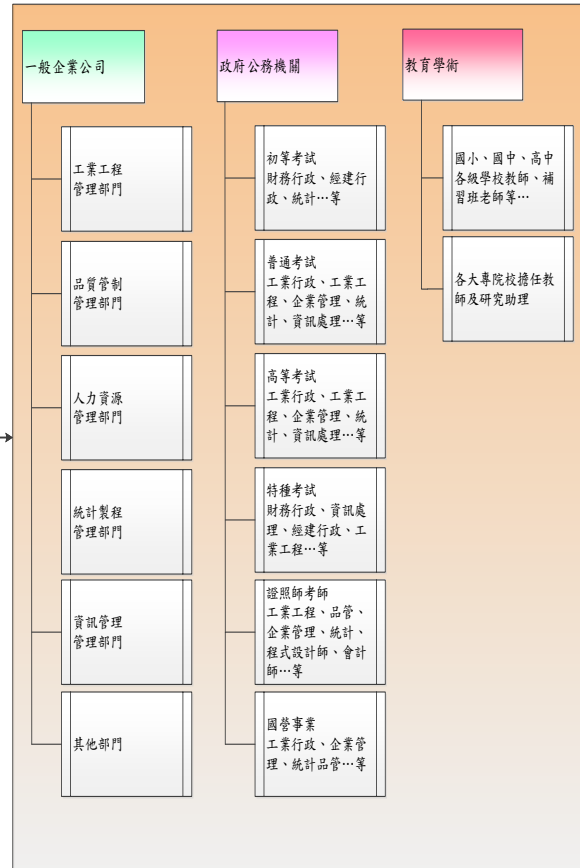 一般企業公司
工業工程
管理部門
品質管制
管理部門
人力資源
管理部門
統計製程
管理部門
資訊管理
管理部門
其他部門
政府公務機關
初等考試
財務行政、經建行
政、統計…等
普通考試
工業行政、工業工
程、企業管理、統
計、資訊處理…等
高等考試
工業行政、工業工
程、企業管理、統
計、資訊處理…等
特種考試
財務行政、資訊處
理、經建行政、工
業工程…等
證照師考師
工業工程、品管、
企業管理、統計、
程式設計師、會計
師…等
國營事業
工業行政、企業管
理、統計品管…等
教育學術
國小、國中、高中
各級學校教師、補
習班老師等…
各大專院校擔任教
師及研究助理